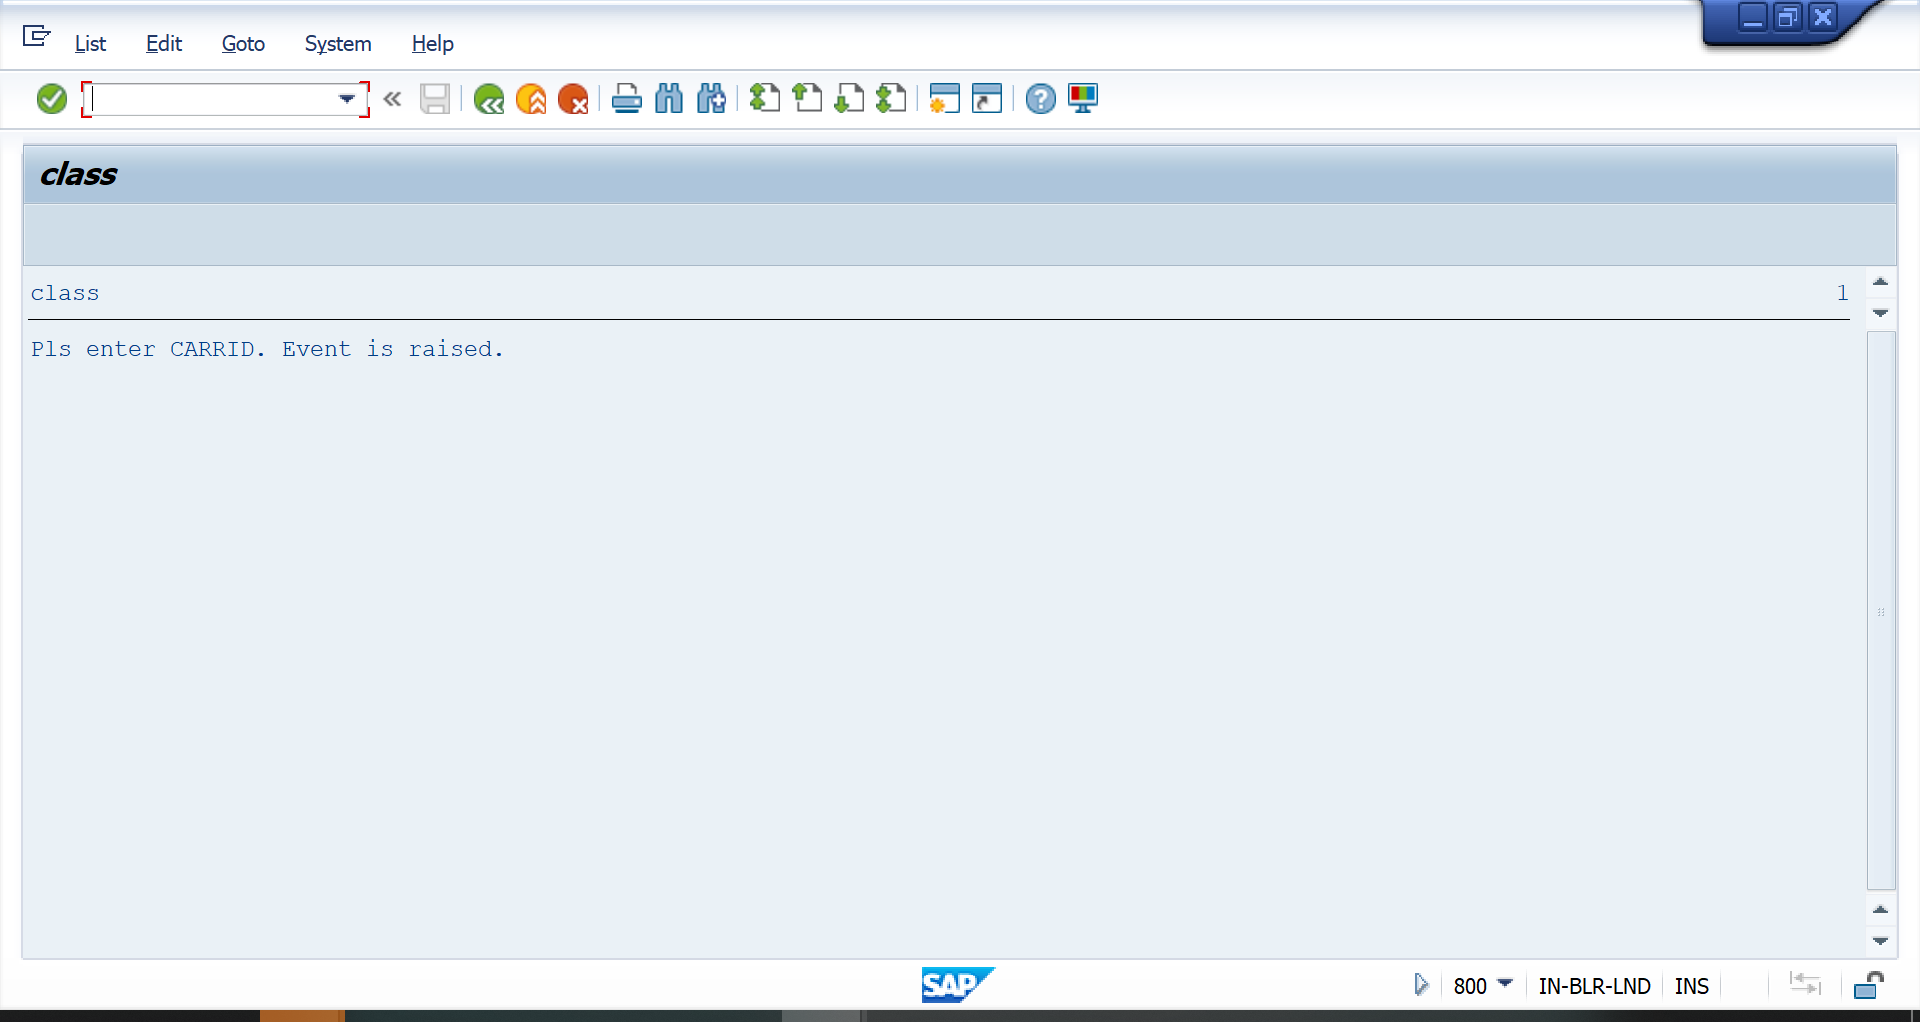 List Edit Goto System Help
class
class 1
Pls enter CARRID. Event is raised.
SAP 800 IN-BLR-LND INS